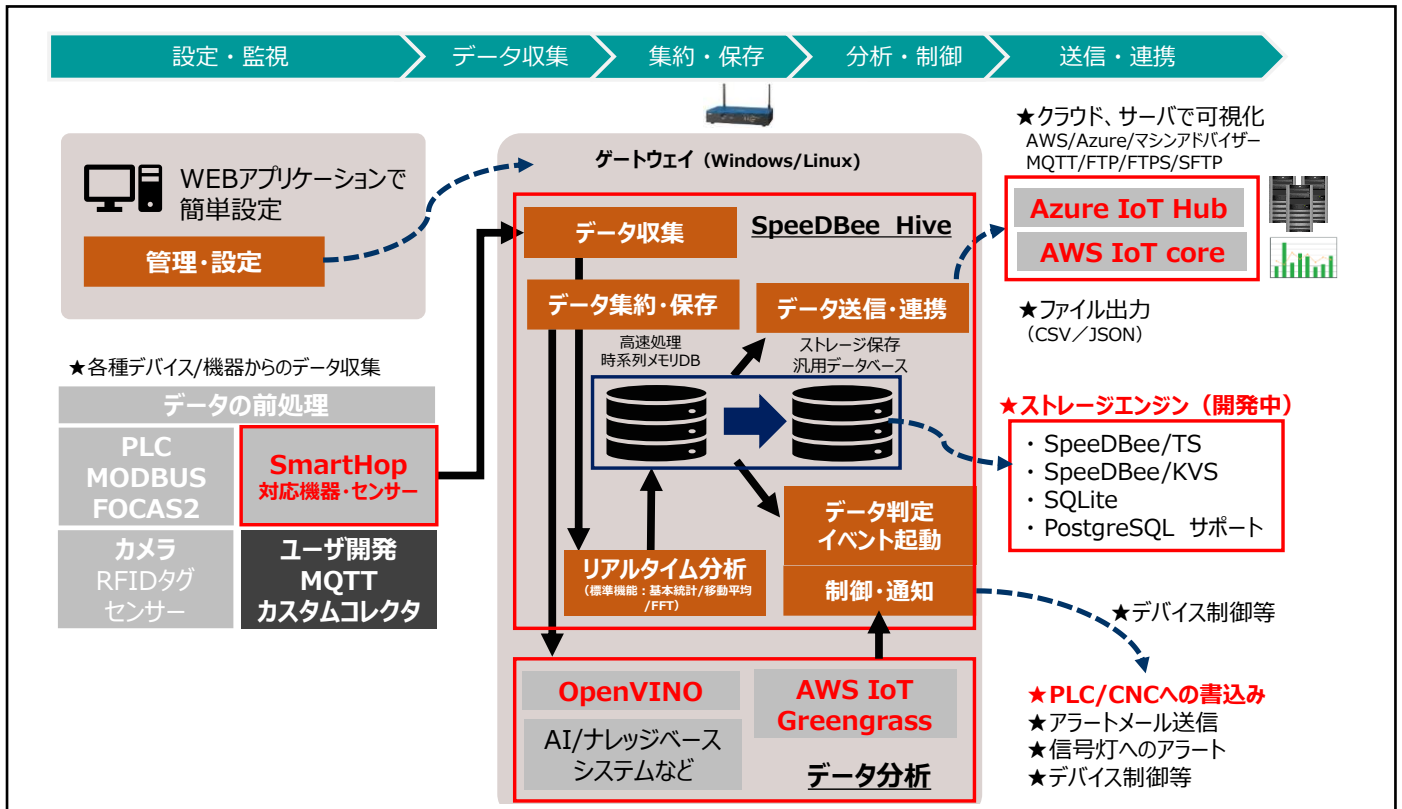 設定・監視
データ収集
集約・保存
分析・制御
送信・連携
WEBアプリケーションで
簡単設定
管理・設定
★各種デバイス/機器からのデータ収集
データの前処理
PLC
MODBUS
FOCAS2
SmartHop
対応機器・センサー
カメラ
RFIDタグ
センサー
ユーザ開発
MQTT
カスタムコレクタ
ゲートウェイ（Windows/Linux)
データ収集
SpeeDBee Hive
データ集約・保存
データ送信・連携
高速処理
時系列メモリDB
ストレージ保存
汎用データベース
データ判定
イベント起動
リアルタイム分析
（標準機能：基本統計/移動平均
/FFT）
制御・通知
OpenVINO
AI/ナレッジベース
システムなど
AWS IoT
Greengrass
データ分析
★クラウド、サーバで可視化
AWS/Azure/マシンアドバイザー
MQTT/FTP/FTPS/SFTP
Azure IoT Hub
AWS IoT core
★ファイル出力
（CSV／JSON）
★ストレージエンジン（開発中）
・ SpeeDBee/TS
・ SpeeDBee/KVS
・ SQLite
・ PostgreSQL サポート
★デバイス制御等
★PLC/CNCへの書込み
★アラートメール送信
★信号灯へのアラート
★デバイス制御等